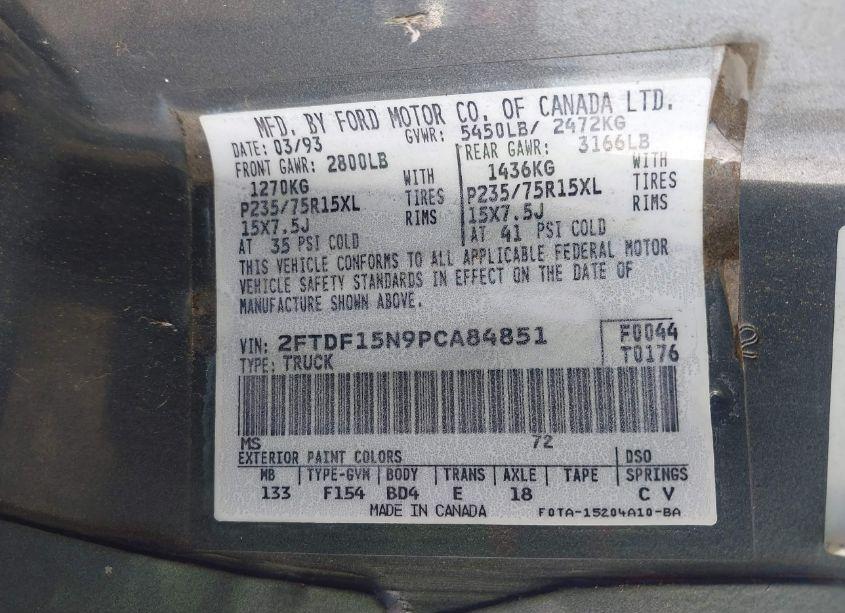 MFD. BY FORD MOTOR CO. OF CANADA LTD.
DATE: 03/93 GVWR: 5450LB/ 2472KG
FRONT GAWR: 2800LB REAR GAWR: 3166LB
1270KG WITH 1436KG WITH
P235/75R15XL TIRES P235/75R15XL TIRES
15X7.5J RIMS 15X7.5J RIMS
AT 35 PSI COLD AT 41 PSI COLD
THIS VEHICLE CONFORMS TO ALL APPLICABLE FEDERAL MOTOR
VEHICLE SAFETY STANDARDS IN EFFECT ON THE DATE OF
MANUFACTURE SHOWN ABOVE.
VIN: 2FTDF15N9PCA84851 F0044
TYPE: TRUCK T0176
MS 72
EXTERIOR PAINT COLORS DSO
WB TYPE-GVW BODY TRANS AXLE TAPE SPRINGS
133 F154 BD4 E 18 C V
MADE IN CANADA F0TA-15204A10-BA